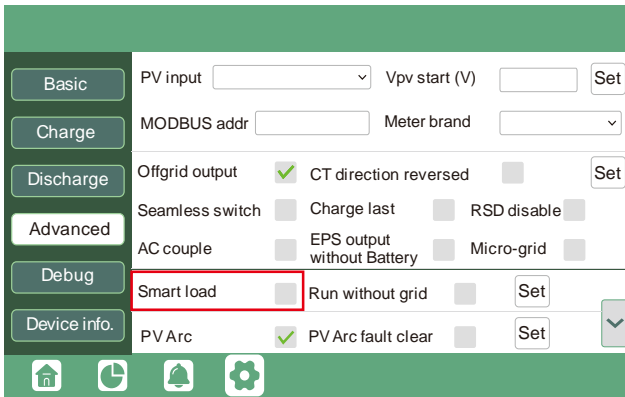 Basic
Charge
Discharge
Advanced
Debug
Device info.
PV input Vpv start (V) Set
MODBUS addr Meter brand
Offgrid output CT direction reversed Set
Seamless switch Charge last RSD disable
AC couple EPS output without Battery Micro-grid
Smart load Run without grid Set
PV Arc PV Arc fault clear Set